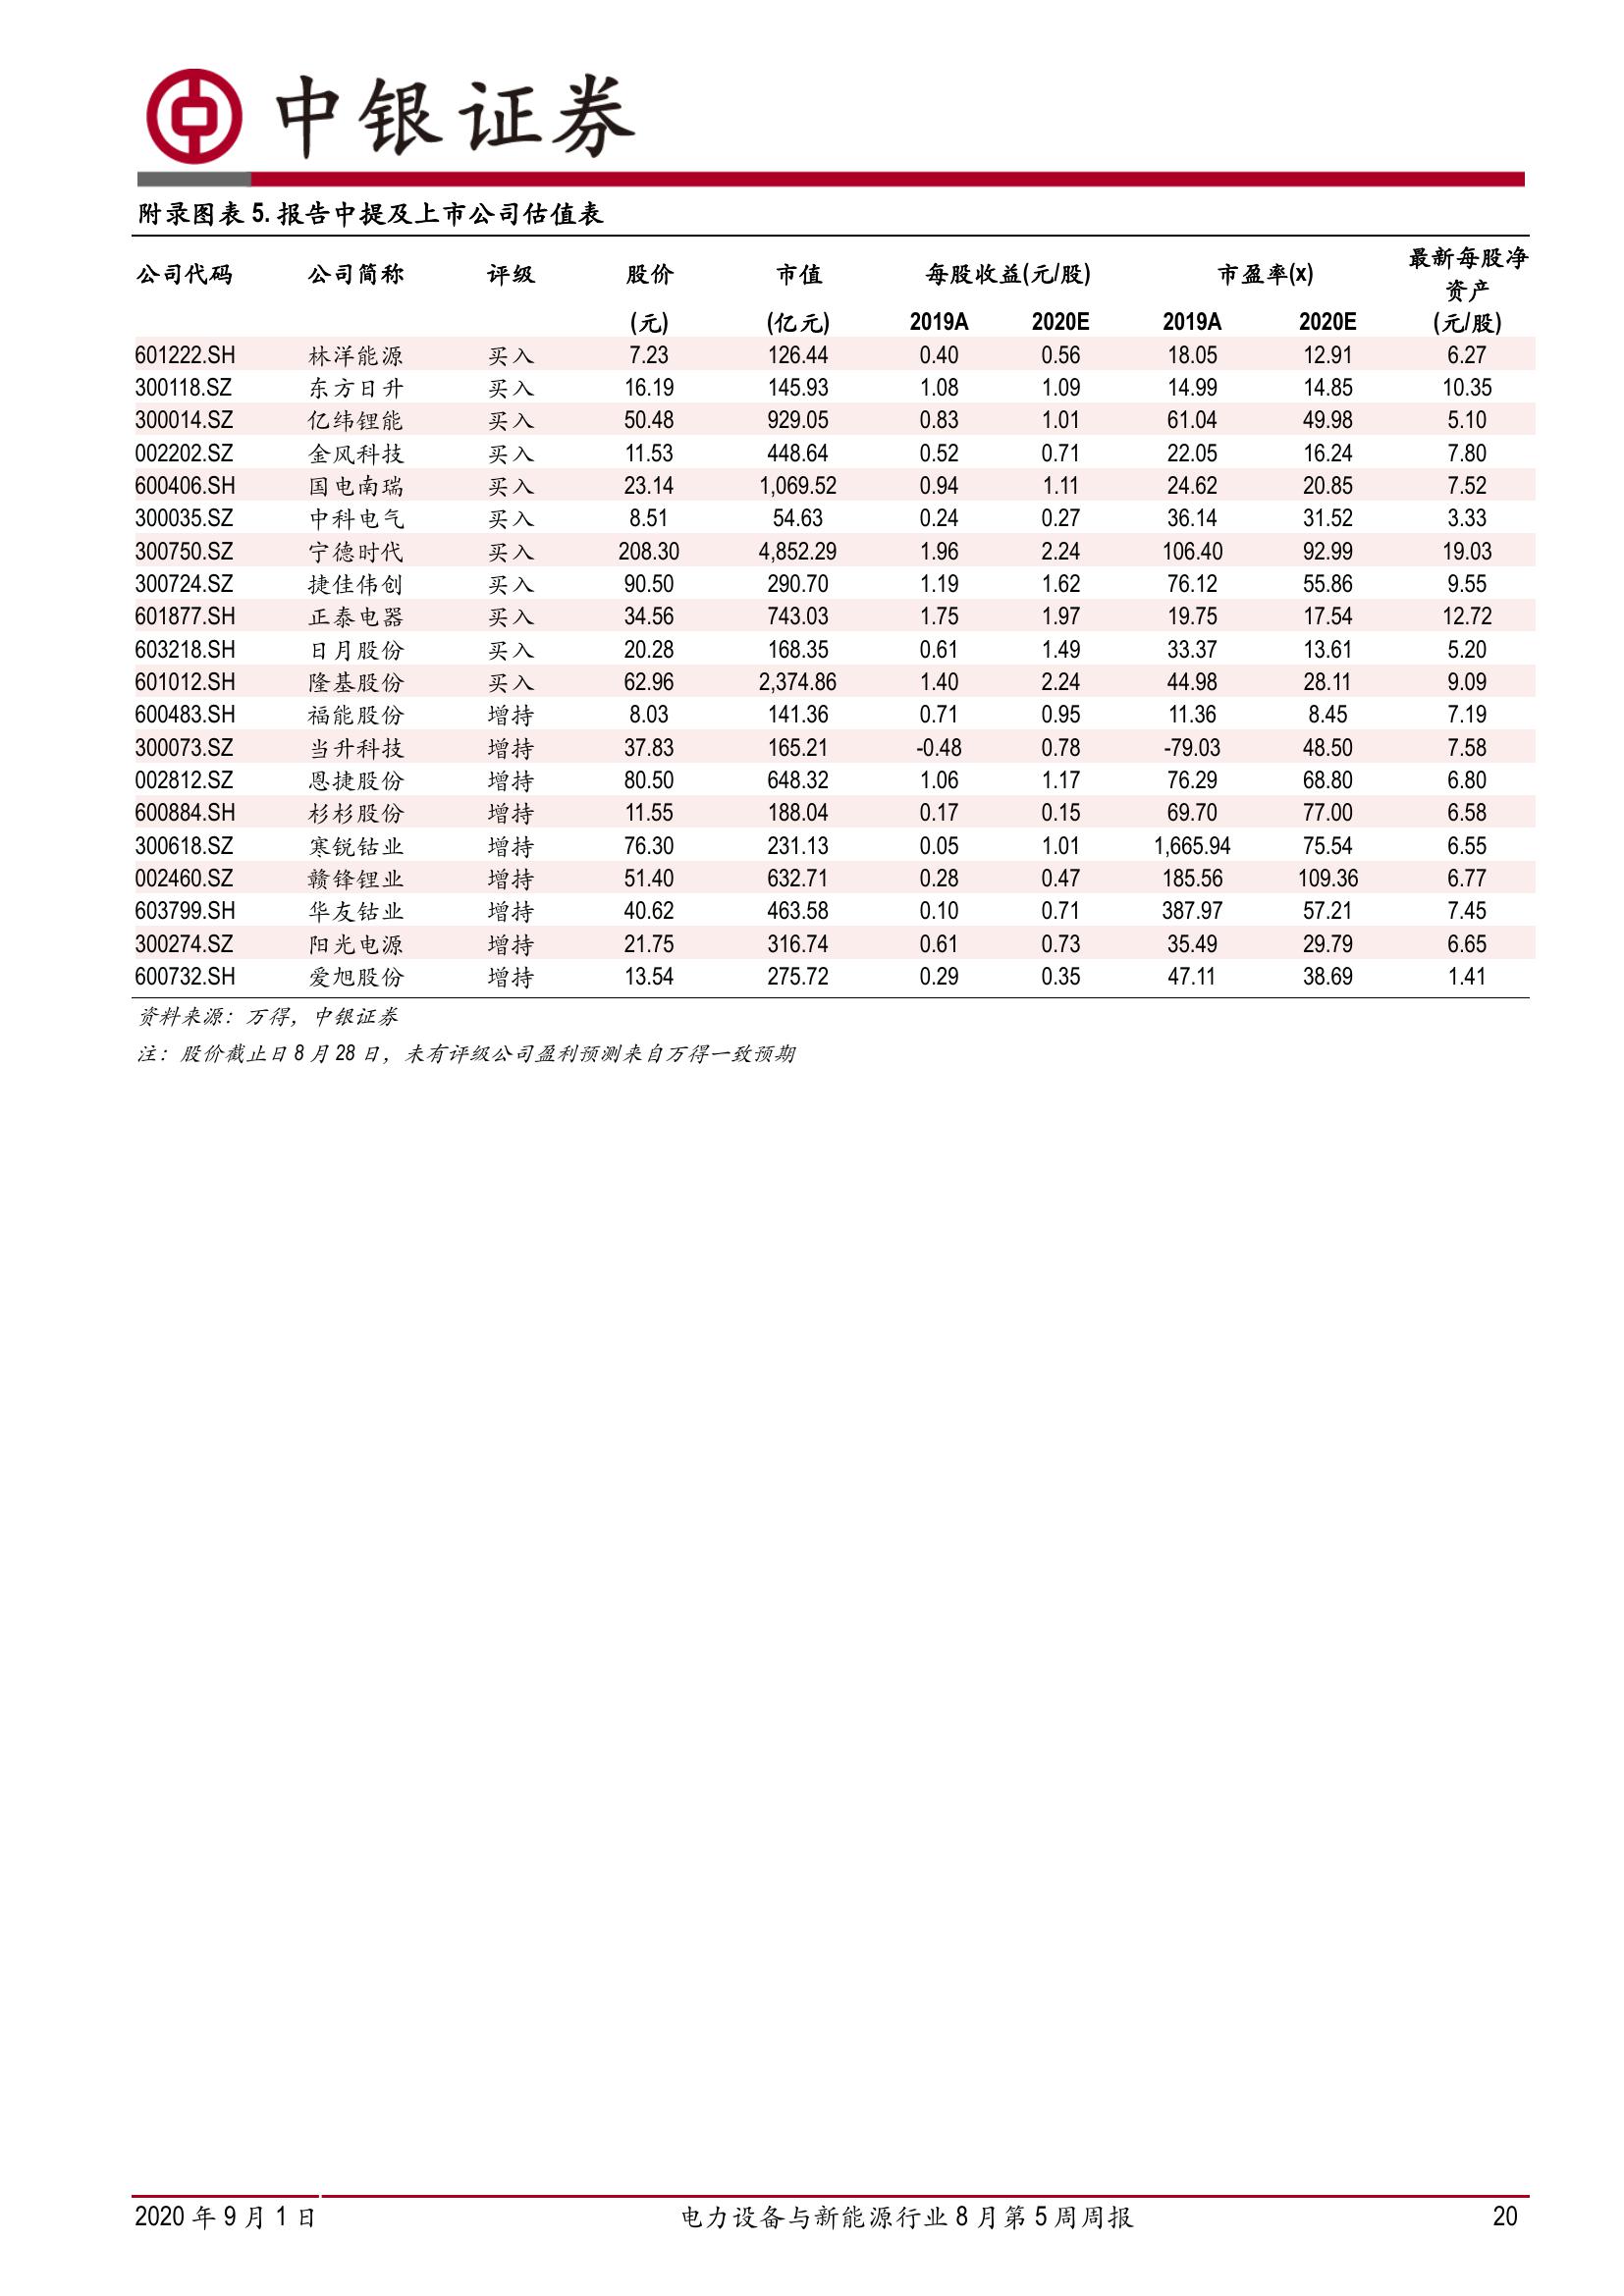 中银证券
附录图表 5. 报告中提及上市公司估值表
公司代码 公司简称 评级 股价 市值 每股收益(元/股) 市盈率(x) 最新每股净
资产
(元) (亿元) 2019A 2020E 2019A 2020E (元/股)
601222.SH 林洋能源 买入 7.23 126.44 0.40 0.56 18.05 12.91 6.27
300118.SZ 东方日升 买入 16.19 145.93 1.08 1.09 14.99 14.85 10.35
300014.SZ 亿纬锂能 买入 50.48 929.05 0.83 1.01 61.04 49.98 5.10
002202.SZ 金风科技 买入 11.53 448.64 0.52 0.71 22.05 16.24 7.80
600406.SH 国电南瑞 买入 23.14 1,069.52 0.94 1.11 24.62 20.85 7.52
300035.SZ 中科电气 买入 8.51 54.63 0.24 0.27 36.14 31.52 3.33
300750.SZ 宁德时代 买入 208.30 4,852.29 1.96 2.24 106.40 92.99 19.03
300724.SZ 捷佳伟创 买入 90.50 290.70 1.19 1.62 76.12 55.86 9.55
601877.SH 正泰电器 买入 34.56 743.03 1.75 1.97 19.75 17.54 12.72
603218.SH 日月股份 买入 20.28 168.35 0.61 1.49 33.37 13.61 5.20
601012.SH 隆基股份 买入 62.96 2,374.86 1.40 2.24 44.98 28.11 9.09
600483.SH 福能股份 增持 8.03 141.36 0.71 0.95 11.36 8.45 7.19
300073.SZ 当升科技 增持 37.83 165.21 -0.48 0.78 -79.03 48.50 7.58
002812.SZ 恩捷股份 增持 80.50 648.32 1.06 1.17 76.29 68.80 6.80
600884.SH 杉杉股份 增持 11.55 188.04 0.17 0.15 69.70 77.00 6.58
300618.SZ 寒锐钴业 增持 76.30 231.13 0.05 1.01 1,665.94 75.54 6.55
002460.SZ 赣锋锂业 增持 51.40 632.71 0.28 0.47 185.56 109.36 6.77
603799.SH 华友钴业 增持 40.62 463.58 0.10 0.71 387.97 57.21 7.45
300274.SZ 阳光电源 增持 21.75 316.74 0.61 0.73 35.49 29.79 6.65
600732.SH 爱旭股份 增持 13.54 275.72 0.29 0.35 47.11 38.69 1.41
资料来源：万得，中银证券
注：股价截止日 8 月 28 日，未有评级公司盈利预测来自万得一致预期
2020 年 9 月 1 日 电力设备与新能源行业 8 月第 5 周周报 20